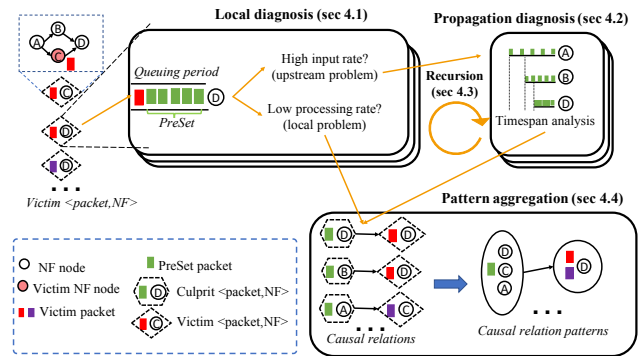 Local diagnosis (sec 4.1)
Propagation diagnosis (sec 4.2)
B
A
D
C
Queuing period
D
PreSet
High input rate?
(upstream problem)
Low processing rate?
(local problem)
Recursion
(sec 4.3)
A
B
D
Timespan analysis
C
D
D
...
Victim <packet,NF>
Pattern aggregation (sec 4.4)
D
D
B
D
A
C
...
Causal relations
D
C
A
D
...
Causal relation patterns
NF node
Victim NF node
Victim packet
PreSet packet
D
Culprit <packet,NF>
C
Victim <packet,NF>